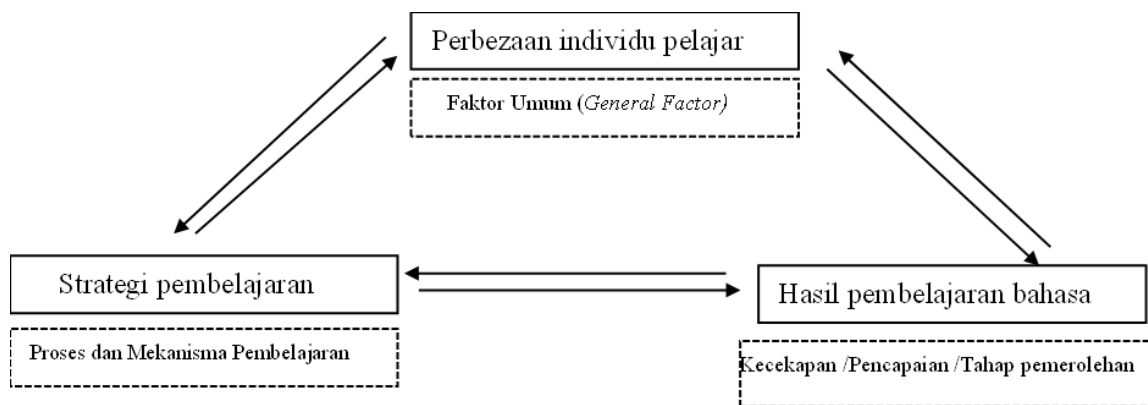 Perbezaan individu pelajar
Faktor Umum (General Factor)
Strategi pembelajaran
Proses dan Mekanisma Pembelajaran
Hasil pembelajaran bahasa
Kecekapan /Pencapaian /Tahap pemerolehan